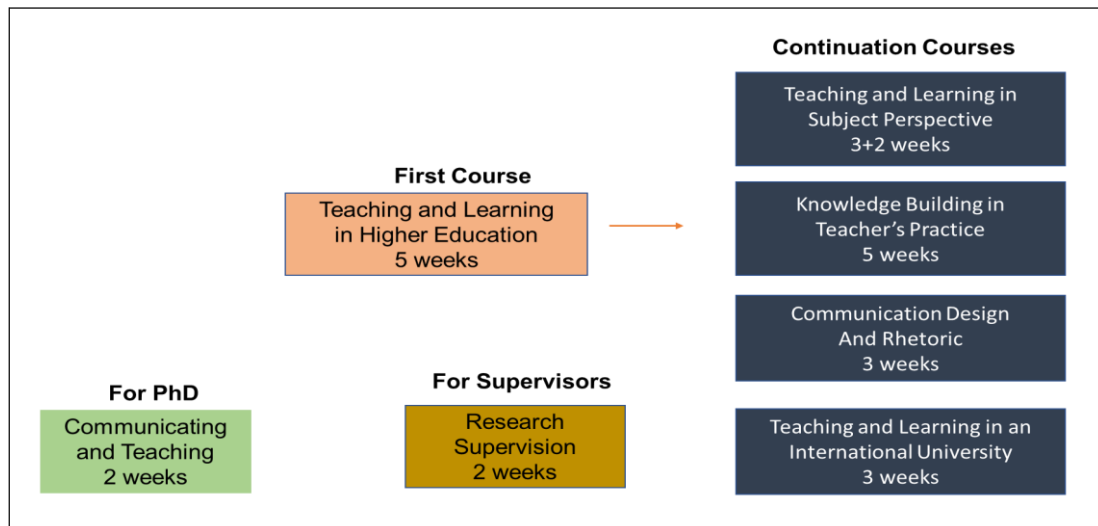 Continuation Courses
Teaching and Learning in
Subject Perspective
3+2 weeks
First Course
Teaching and Learning
in Higher Education
5 weeks
Knowledge Building in
Teacher's Practice
5 weeks
Communication Design
And Rhetoric
3 weeks
For PhD
Communicating
and Teaching
2 weeks
For Supervisors
Research
Supervision
2 weeks
Teaching and Learning in an
International University
3 weeks